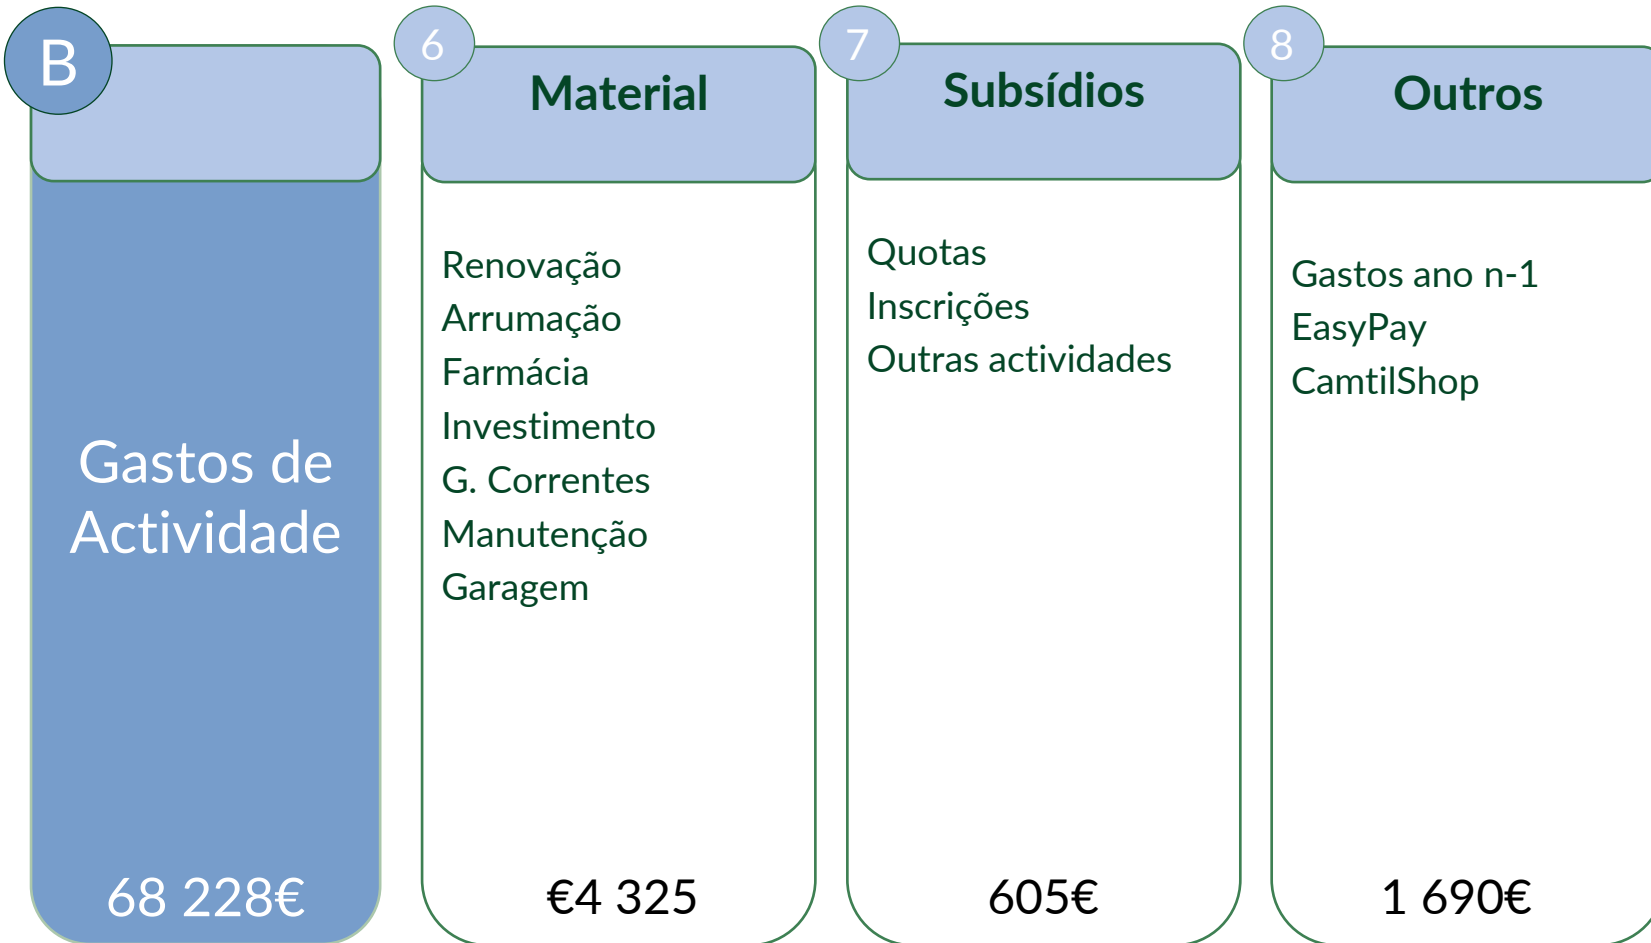 B
Gastos de
Actividade
68 228€
6
Material
Renovação
Arrumação
Farmácia
Investimento
G. Correntes
Manutenção
Garagem
€4 325
7
Subsídios
Quotas
Inscrições
Outras actividades
605€
8
Outros
Gastos ano n-1
EasyPay
CamtilShop
1 690€